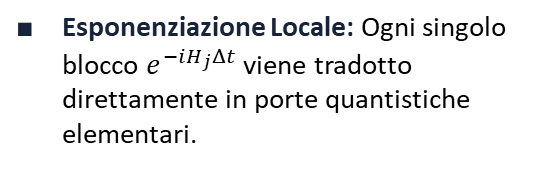 ▪ Esponenziazione Locale: Ogni singolo
blocco e^{-iH_jΔt} viene tradotto
direttamente in porte quantistiche
elementari.